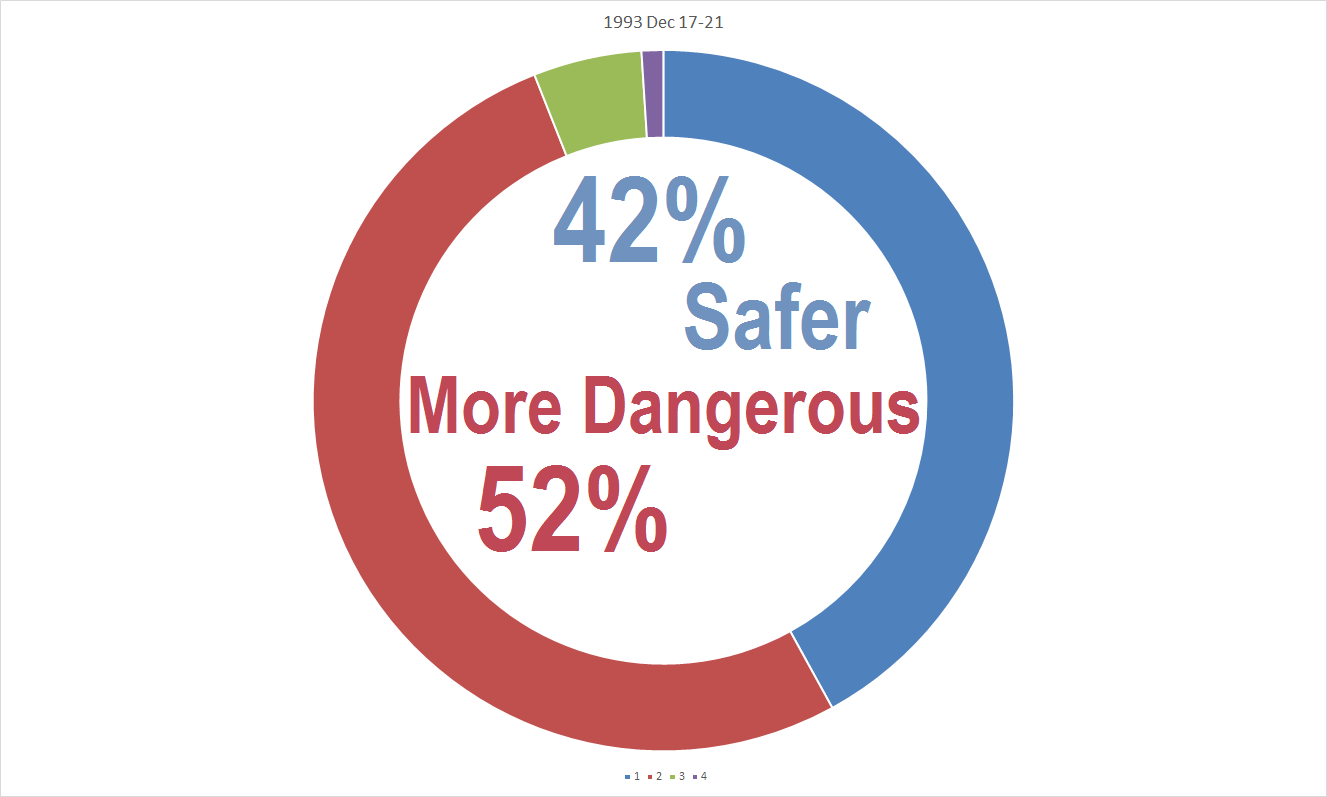 1993 Dec 17-21
42%
Safer
More Dangerous
52%
1 2 3 4